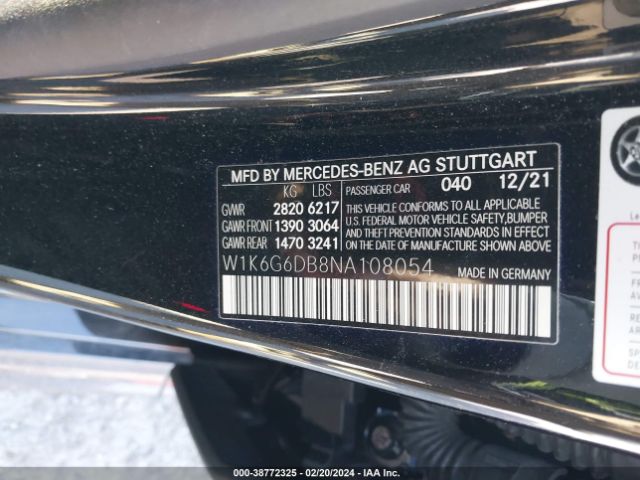 MFD BY MERCEDES-BENZ AG STUTTGART
KG LBS
GVWR 2820 6217
GAWR FRONT 1390 3064
GAWR REAR 1470 3241
PASSENGER CAR 040 12/21
THIS VEHICLE CONFORMS TO ALL APPLICABLE
U.S. FEDERAL MOTOR VEHICLE SAFETY, BUMPER
AND THEFT PREVENTION STANDARDS
IN EFFECT ON THE DATE OF
MANUFACTURE SHOWN ABOVE.
MADE IN GERMANY
W1K6G6DB8NA108054
000-38772325 - 02/20/2024 - IAA Inc.